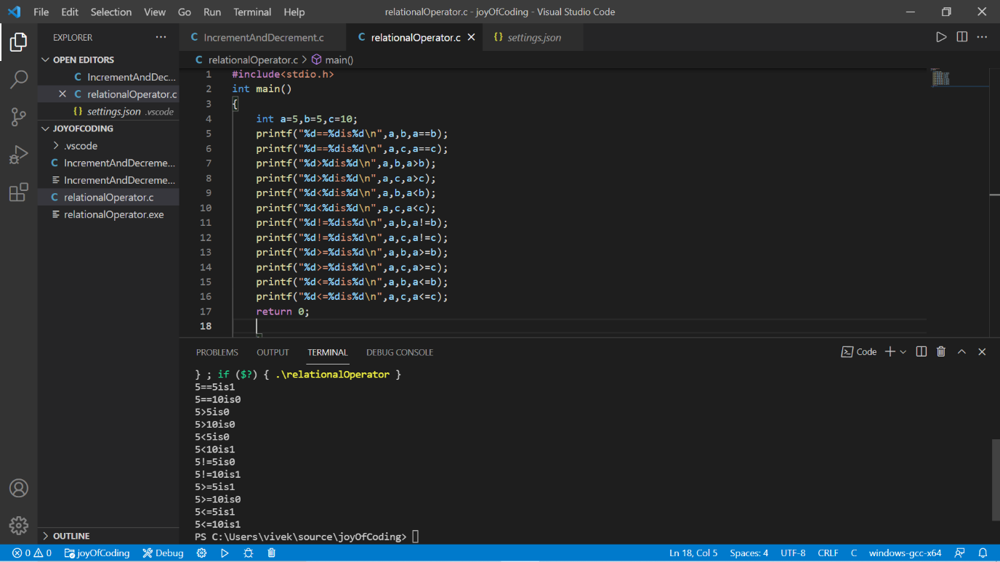 File Edit Selection View Go Run Terminal Help relationalOperator.c - joyOfCoding - Visual Studio Code
EXPLORER ···
OPEN EDITORS
C IncrementAndDec...
C relationalOperator.c
{} settings.json .vscode
JOYOFCODING
.vscode
C IncrementAndDecreme...
IncrementAndDecreme...
C relationalOperator.c
relationalOperator.exe
OUTLINE
C IncrementAndDecrement.c C relationalOperator.c {} settings.json
C relationalOperator.c > main()
1 #include<stdio.h>
2 int main()
3 {
4 int a=5,b=5,c=10;
5 printf("%d==%dis%d\n",a,b,a==b);
6 printf("%d==%dis%d\n",a,c,a==c);
7 printf("%d>%dis%d\n",a,b,a>b);
8 printf("%d>%dis%d\n",a,c,a>c);
9 printf("%d<%dis%d\n",a,b,a<b);
10 printf("%d<%dis%d\n",a,c,a<c);
11 printf("%d!=%dis%d\n",a,b,a!=b);
12 printf("%d!=%dis%d\n",a,c,a!=c);
13 printf("%d>=%dis%d\n",a,b,a>=b);
14 printf("%d>=%dis%d\n",a,c,a>=c);
15 printf("%d<=%dis%d\n",a,b,a<=b);
16 printf("%d<=%dis%d\n",a,c,a<=c);
17 return 0;
18
PROBLEMS OUTPUT TERMINAL DEBUG CONSOLE Code
} ; if ($?) { .\relationalOperator }
5==5is1
5==10is0
5>5is0
5>10is0
5<5is0
5<10is1
5!=5is0
5!=10is1
5>=5is1
5>=10is0
5<=5is1
5<=10is1
PS C:\Users\vivek\source\joyOfCoding>
0 0 joyOfCoding Debug Ln 18, Col 5 Spaces: 4 UTF-8 CRLF C windows-gcc-x64